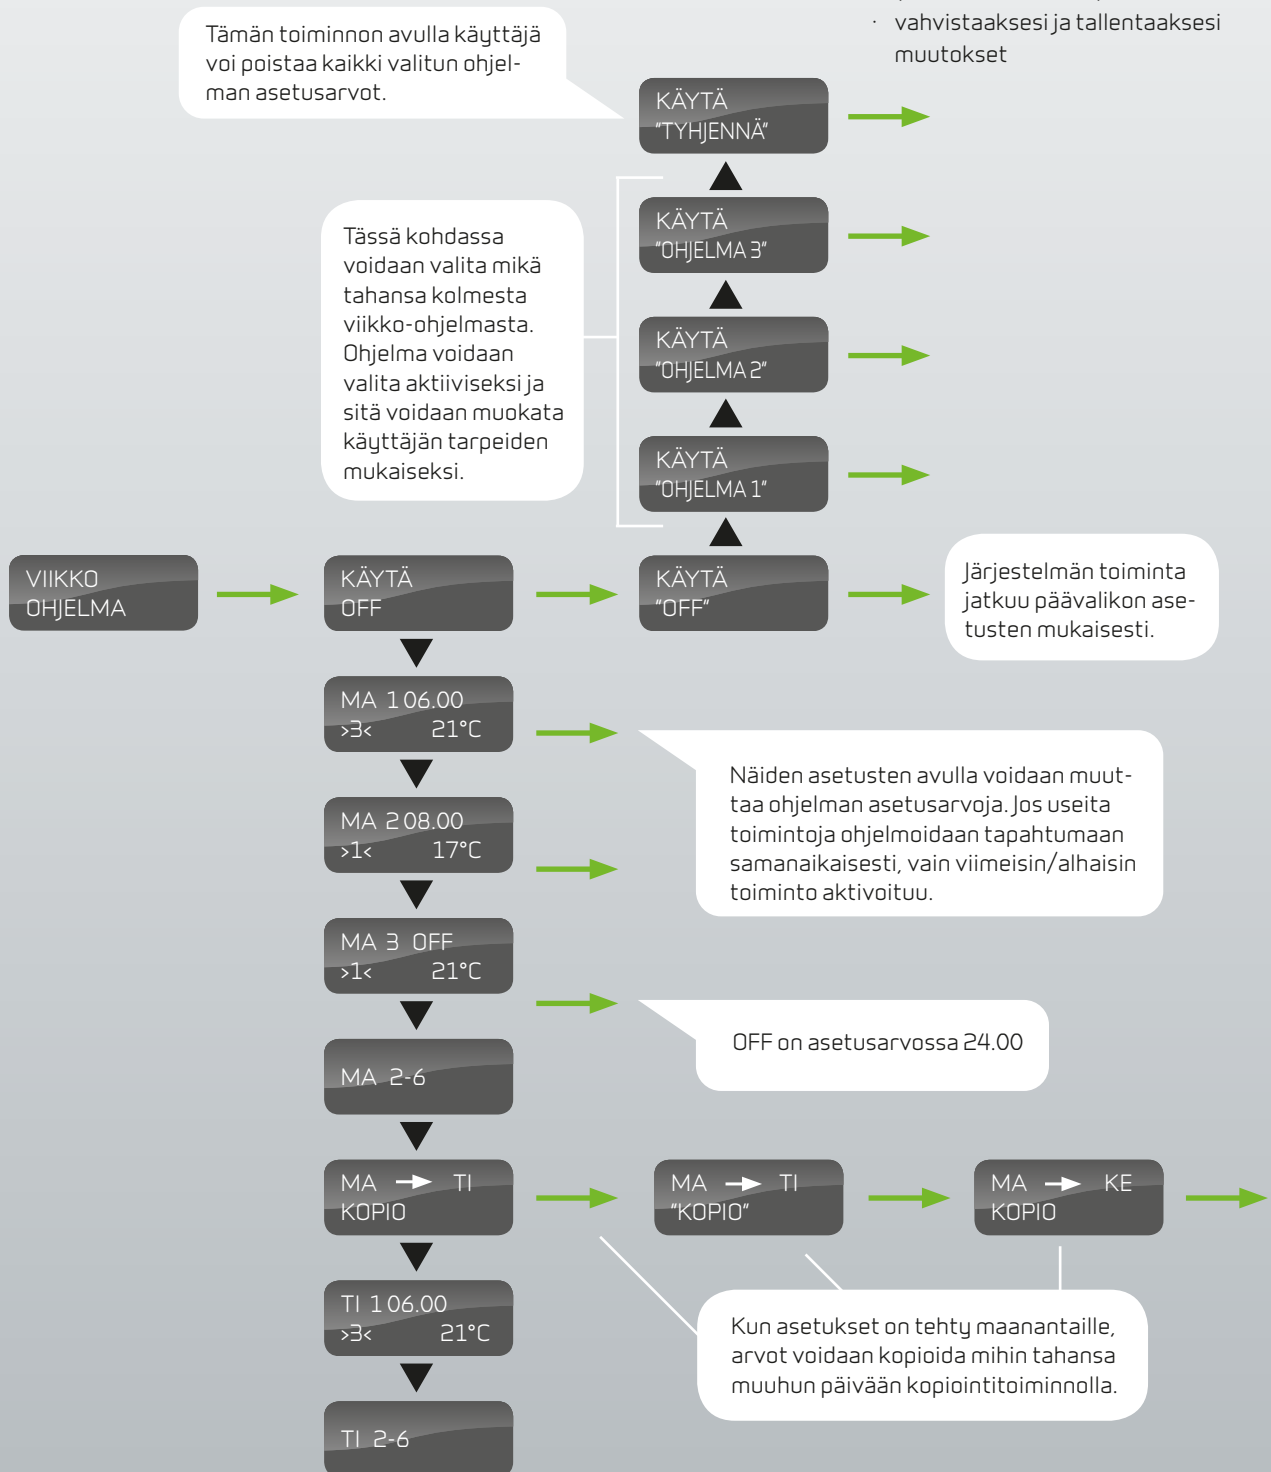 · vahvistaaksesi ja tallentaaksesi
muutokset
Tämän toiminnon avulla käyttäjä
voi poistaa kaikki valitun ohjel-
man asetusarvot.
KÄYTÄ
"TYHJENNÄ"
KÄYTÄ
"OHJELMA 3"
Tässä kohdassa
voidaan valita mikä
tahansa kolmesta
viikko-ohjelmasta.
Ohjelma voidaan
valita aktiiviseksi ja
sitä voidaan muokata
käyttäjän tarpeiden
mukaiseksi.
KÄYTÄ
"OHJELMA 2"
KÄYTÄ
"OHJELMA 1"
VIIKKO
OHJELMA
KÄYTÄ
OFF
KÄYTÄ
"OFF"
Järjestelmän toiminta
jatkuu päävalikon ase-
tusten mukaisesti.
MA 1 06.00
>3< 21°C
Näiden asetusten avulla voidaan muut-
taa ohjelman asetusarvoja. Jos useita
toimintoja ohjelmoidaan tapahtumaan
samanaikaisesti, vain viimeisin/alhaisin
toiminto aktivoituu.
MA 2 08.00
>1< 17°C
MA 3 OFF
>1< 21°C
OFF on asetusarvossa 24.00
MA 2-6
MA → TI
KOPIO
MA → TI
"KOPIO"
MA → KE
KOPIO
TI 1 06.00
>3< 21°C
Kun asetukset on tehty maanantaille,
arvot voidaan kopioida mihin tahansa
muuhun päivään kopiointitoiminnolla.
TI 2-6